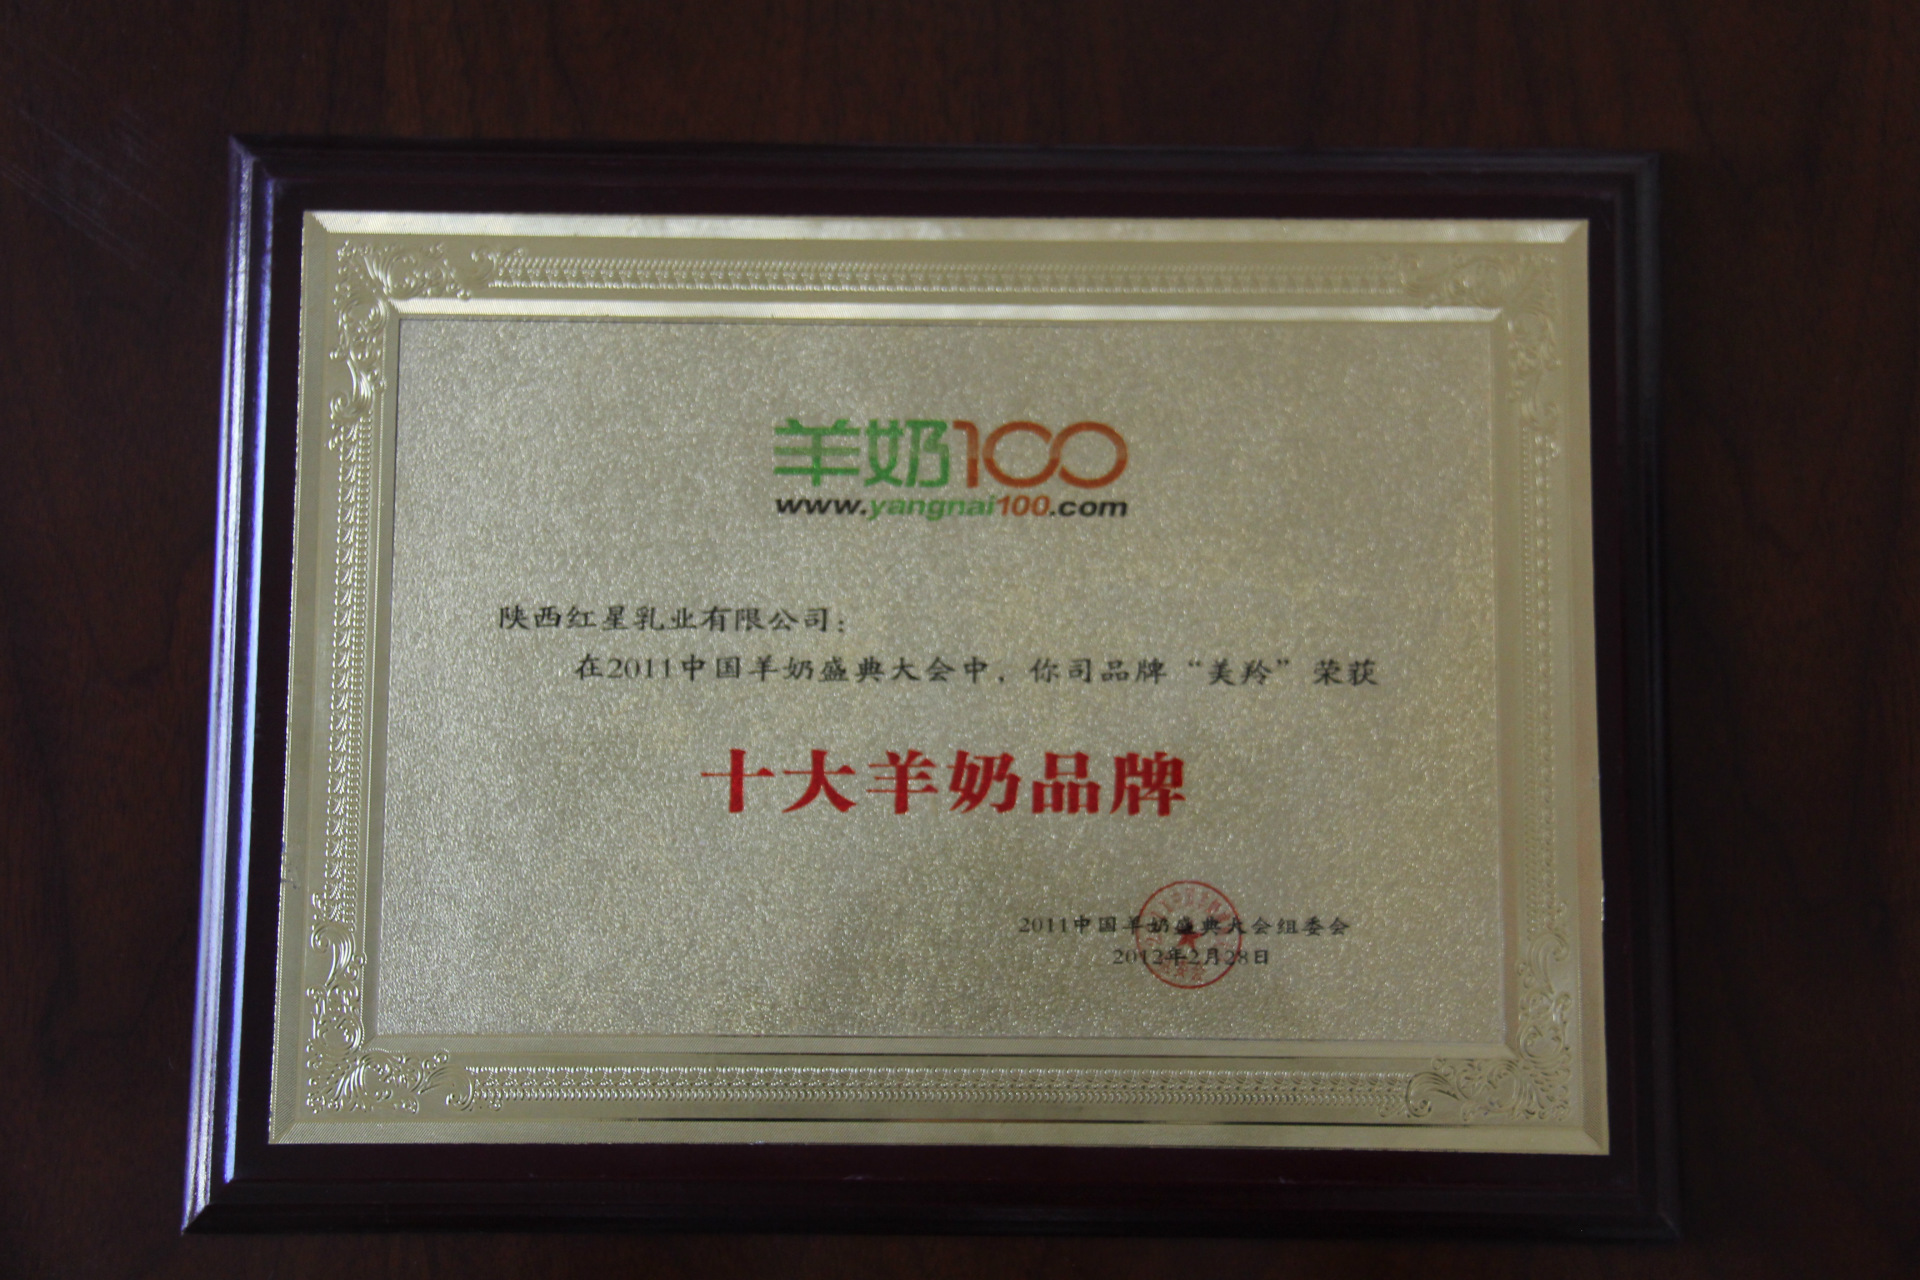 羊奶100
www.yangnai100.com
陕西红星乳业有限公司：
在2011中国羊奶盛典大会中，你司品牌“美羚”荣获
十大羊奶品牌
2011中国羊奶盛典大会组委会
2012年2月28日